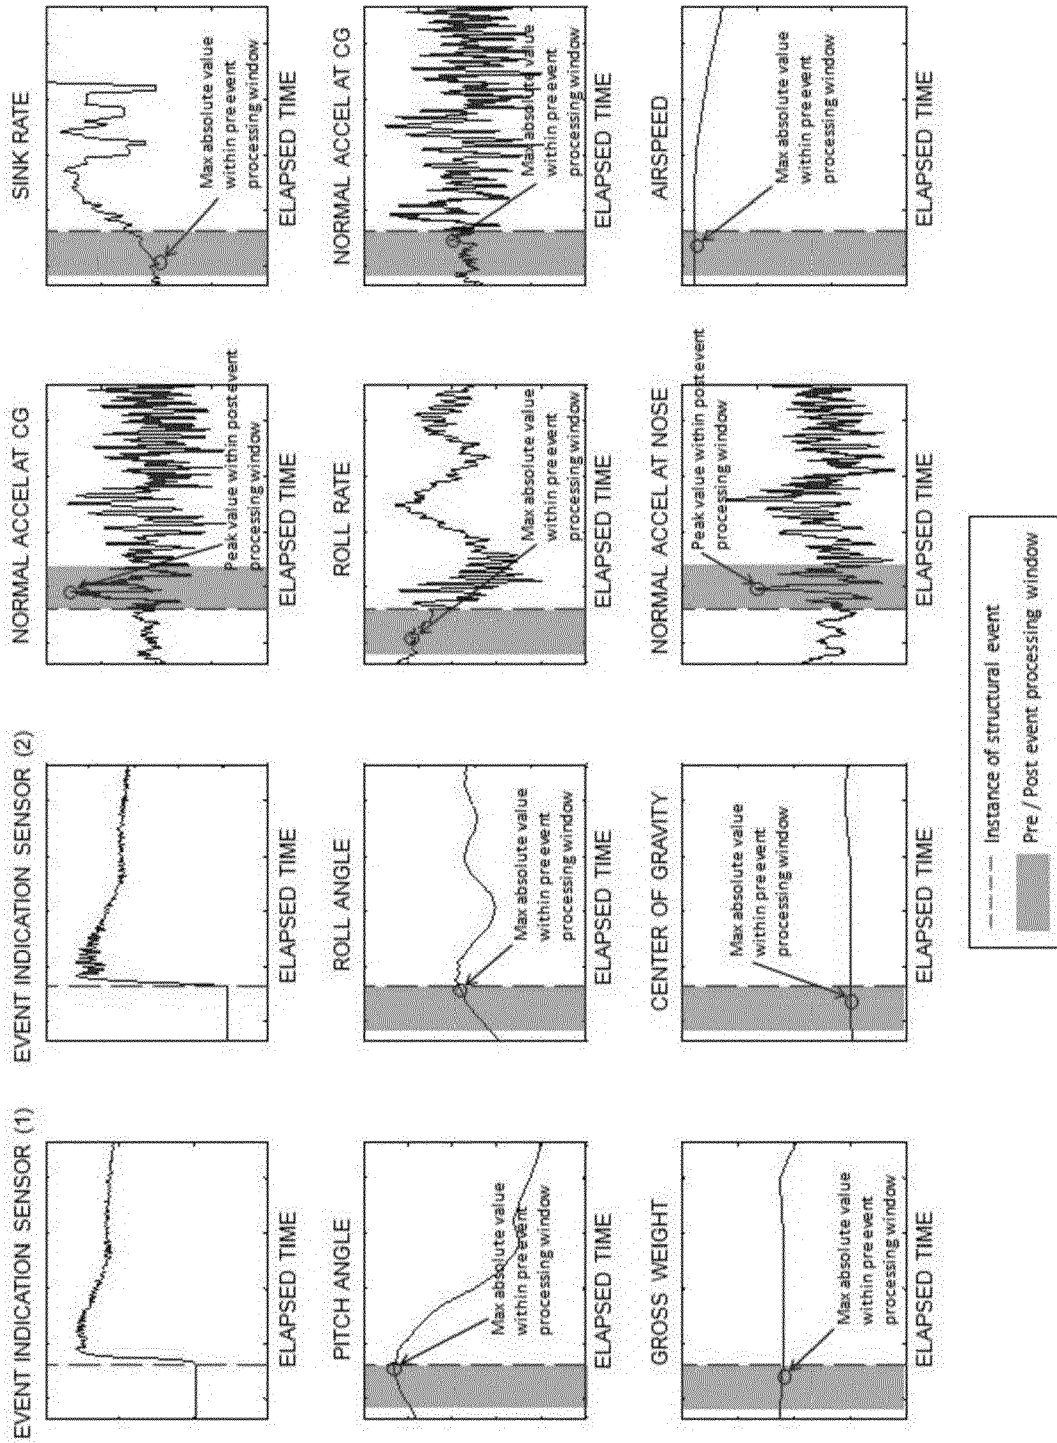 EVENT INDICATION SENSOR (1)
ELAPSED TIME
EVENT INDICATION SENSOR (2)
ELAPSED TIME
NORMAL ACCEL AT CG
Peak value within post event
processing window
ELAPSED TIME
SINK RATE
Max absolute value
within pre event
processing window
ELAPSED TIME
PITCH ANGLE
Max absolute value
within pre event
processing window
ELAPSED TIME
ROLL ANGLE
Max absolute value
within pre event
processing window
ELAPSED TIME
ROLL RATE
Max absolute value
within pre event
processing window
ELAPSED TIME
NORMAL ACCEL AT CG
Max absolute value
within pre event
processing window
ELAPSED TIME
GROSS WEIGHT
Max absolute value
within pre event
processing window
ELAPSED TIME
CENTER OF GRAVITY
Max absolute value
within pre event
processing window
ELAPSED TIME
NORMAL ACCEL AT NOSE
Peak value within post event
processing window
ELAPSED TIME
AIRSPEED
Max absolute value
within pre event
processing window
ELAPSED TIME
Instance of structural event
Pre / Post event processing window